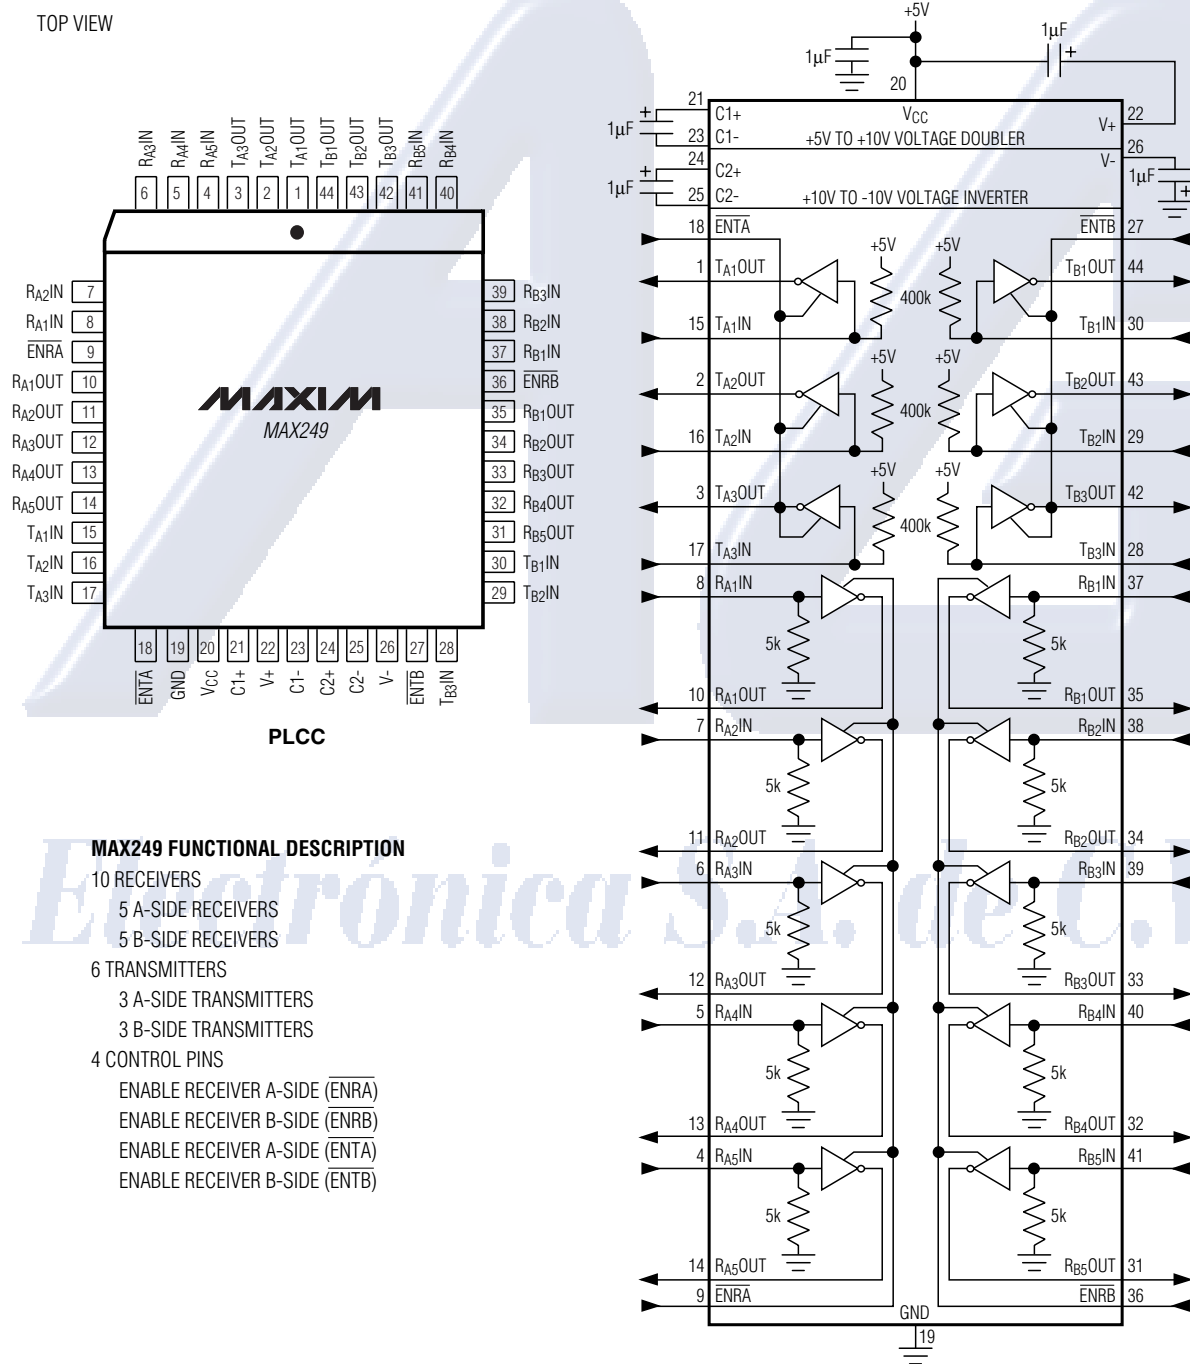 TOP VIEW
RA3IN
RA4IN
RA5IN
TA3OUT
TA2OUT
TA1OUT
TB1OUT
TB2OUT
TB3OUT
RB5IN
RB4IN
6 5 4 3 2 1 44 43 42 41 40
RA2IN 7
RA1IN 8
ENRA 9
RA1OUT 10
RA2OUT 11
RA3OUT 12
RA4OUT 13
RA5OUT 14
TA1IN 15
TA2IN 16
TA3IN 17
MAXIM
MAX249
39 RB3IN
38 RB2IN
37 RB1IN
36 ENRB
35 RB1OUT
34 RB2OUT
33 RB3OUT
32 RB4OUT
31 RB5OUT
30 TB1IN
29 TB2IN
18 19 20 21 22 23 24 25 26 27 28
ENTA
GND
VCC
C1+
V+
C1-
C2+
C2-
V-
ENTB
TB3IN
PLCC
MAX249 FUNCTIONAL DESCRIPTION
10 RECEIVERS
5 A-SIDE RECEIVERS
5 B-SIDE RECEIVERS
6 TRANSMITTERS
3 A-SIDE TRANSMITTERS
3 B-SIDE TRANSMITTERS
4 CONTROL PINS
ENABLE RECEIVER A-SIDE (ENRA)
ENABLE RECEIVER B-SIDE (ENRB)
ENABLE RECEIVER A-SIDE (ENTA)
ENABLE RECEIVER B-SIDE (ENTB)
+5V
1µF
1µF +
20
21 C1+ VCC V+ 22
+
1µF
23 C1- +5V TO +10V VOLTAGE DOUBLER
26
V-
24 C2+
+
1µF
1µF
+
25 C2- +10V TO -10V VOLTAGE INVERTER
18 ENTA ENTB 27
+5V +5V
1 TA1OUT TB1OUT 44
400k
15 TA1IN TB1IN 30
+5V +5V
2 TA2OUT TB2OUT 43
400k
16 TA2IN TB2IN 29
+5V +5V
3 TA3OUT TB3OUT 42
400k
17 TA3IN TB3IN 28
8 RA1IN RB1IN 37
5k 5k
10 RA1OUT RB1OUT 35
7 RA2IN RB2IN 38
5k 5k
11 RA2OUT RB2OUT 34
6 RA3IN RB3IN 39
5k 5k
12 RA3OUT RB3OUT 33
5 RA4IN RB4IN 40
5k 5k
13 RA4OUT RB4OUT 32
4 RA5IN RB5IN 41
5k 5k
14 RA5OUT RB5OUT 31
9 ENRA ENRB 36
GND
19
Electrónica S.A. de C.V